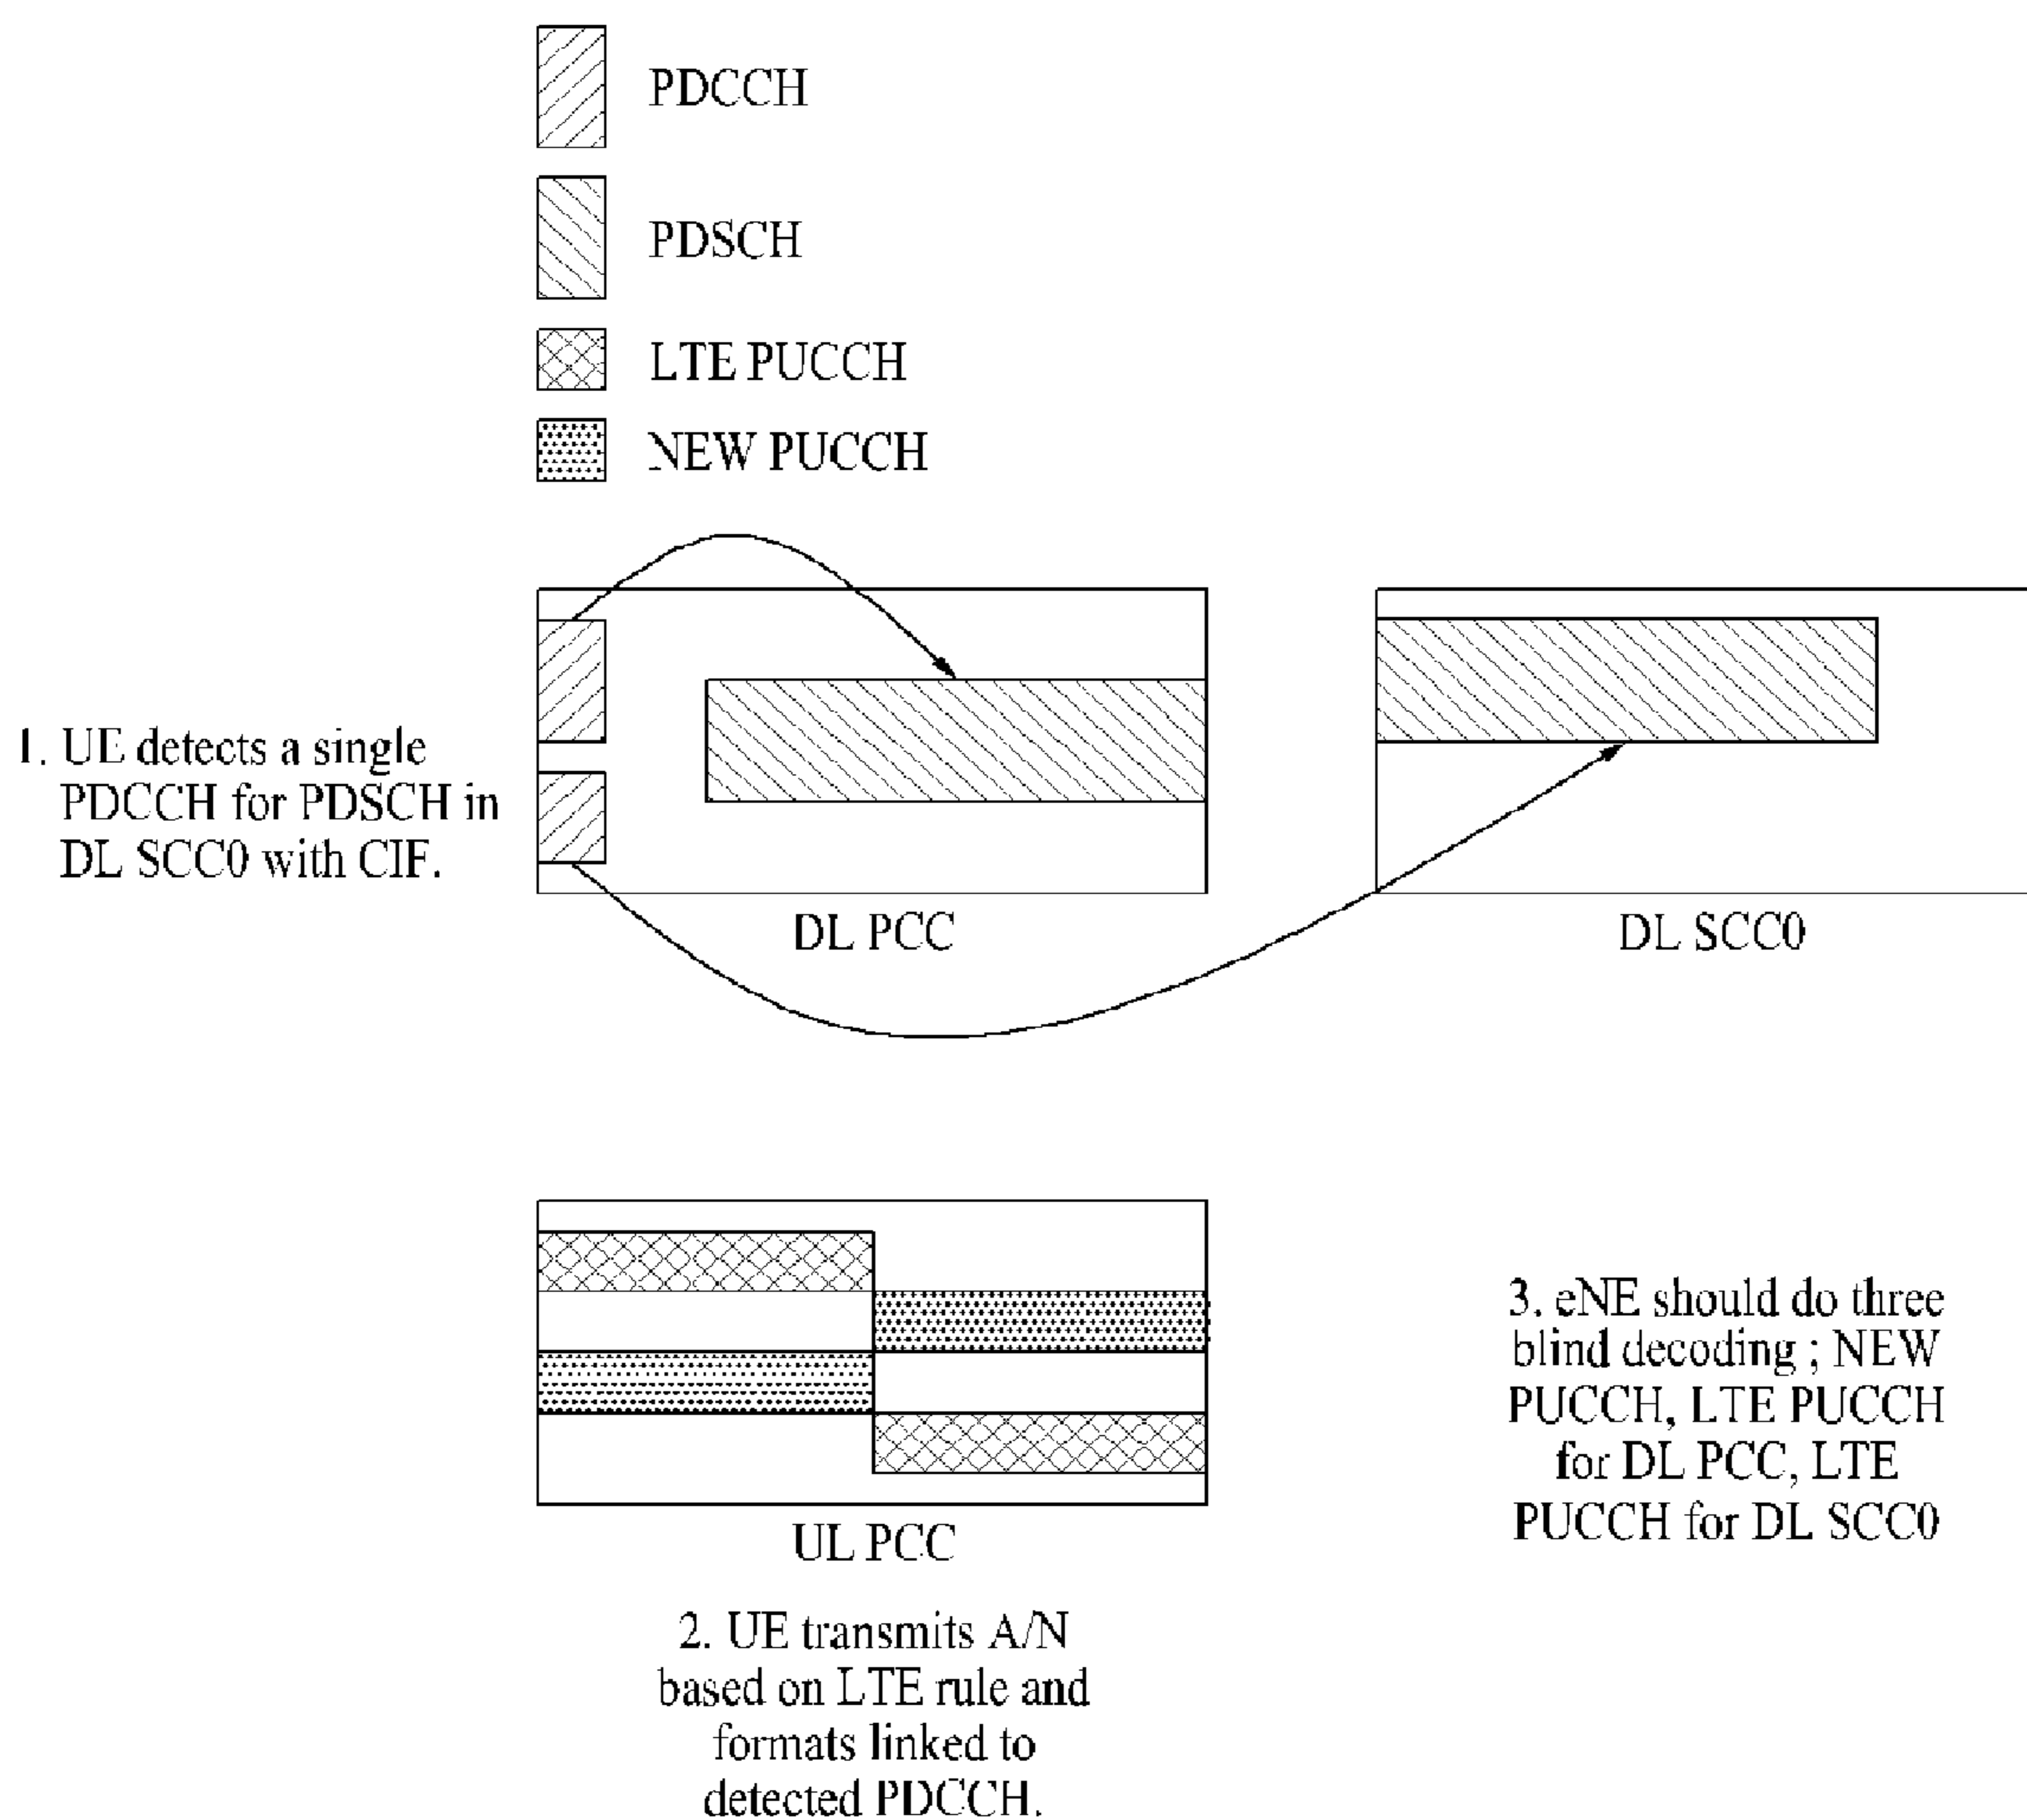 PDCCH
PDSCH
LTE PUCCH
NEW PUCCH
1. UE detects a single
PDCCH for PDSCH in
DL SCC0 with CIF.
DL PCC
DL SCC0
UL PCC
2. UE transmits A/N
based on LTE rule and
formats linked to
detected PDCCH.
3. eNE should do three
blind decoding ; NEW
PUCCH, LTE PUCCH
for DL PCC, LTE
PUCCH for DL SCC0